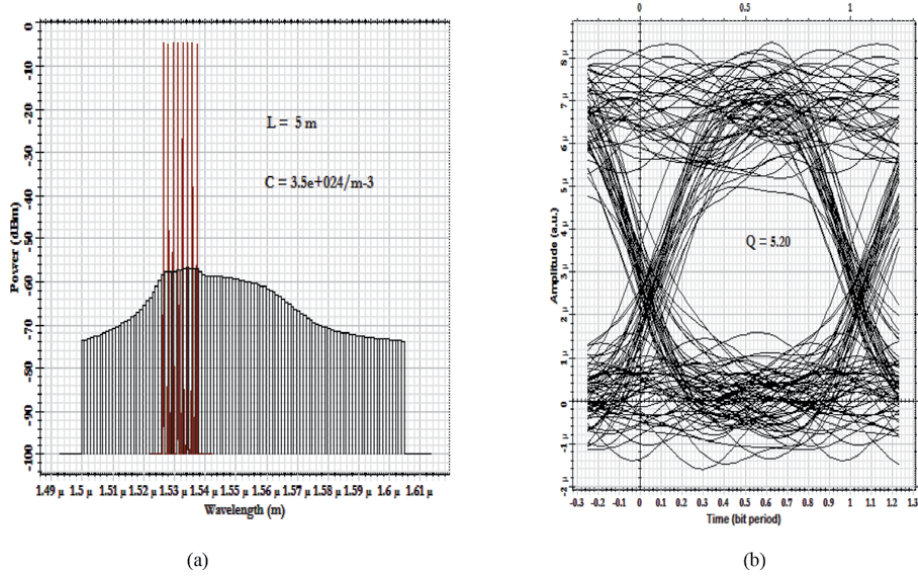 0
-10
-20
-30
-40
-50
-60
-70
-80
-90
-100
Power (dBm)
L = 5 m
C = 3.5e+024/m-3
1.49 µ 1.5 µ 1.51 µ 1.52 µ 1.53 µ 1.54 µ 1.55 µ 1.56 µ 1.57 µ 1.58 µ 1.59 µ 1.6 µ 1.61 µ
Wavelength (m)
(a)
0 0.5 1
8 µ
7 µ
6 µ
5 µ
4 µ
3 µ
2 µ
1 µ
0
-1 µ
-2 µ
Amplitude (a.u.)
Q = 5.20
-0.3 -0.2 -0.1 0 0.1 0.2 0.3 0.4 0.5 0.6 0.7 0.8 0.9 1 1.1 1.2 1.3
Time (bit period)
(b)